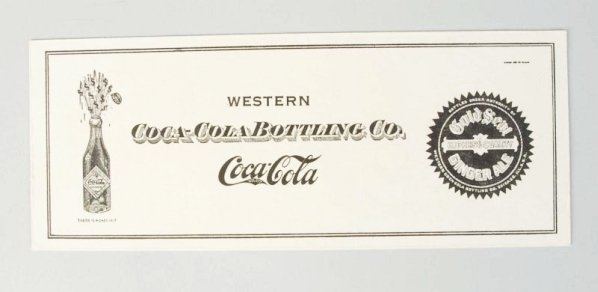 WESTERN
COCA-COLA BOTTLING CO.
Coca-Cola
Gold Seal
GINGER ALE